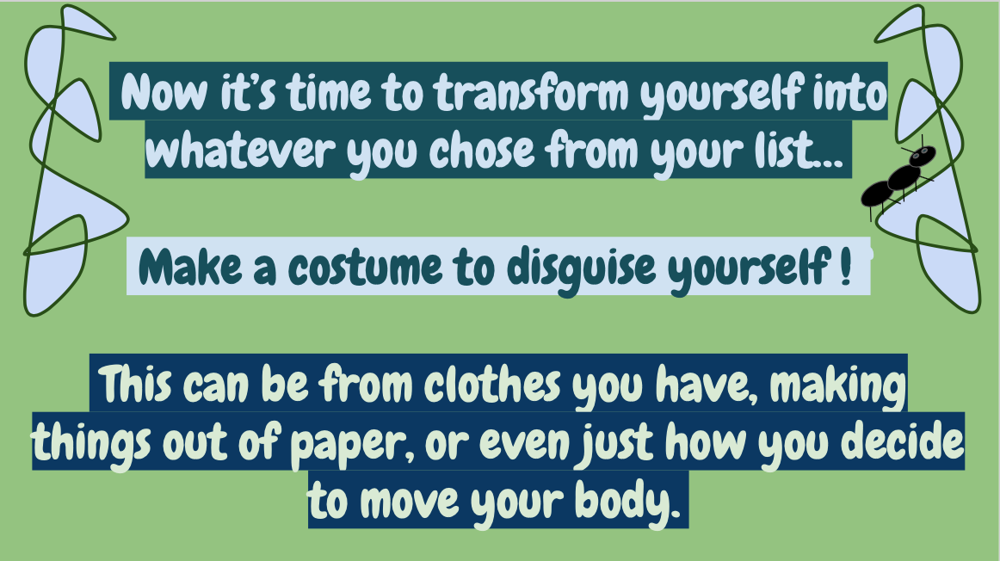 Now it’s time to transform yourself into
whatever you chose from your list...
Make a costume to disguise yourself !
This can be from clothes you have, making
things out of paper, or even just how you decide
to move your body.